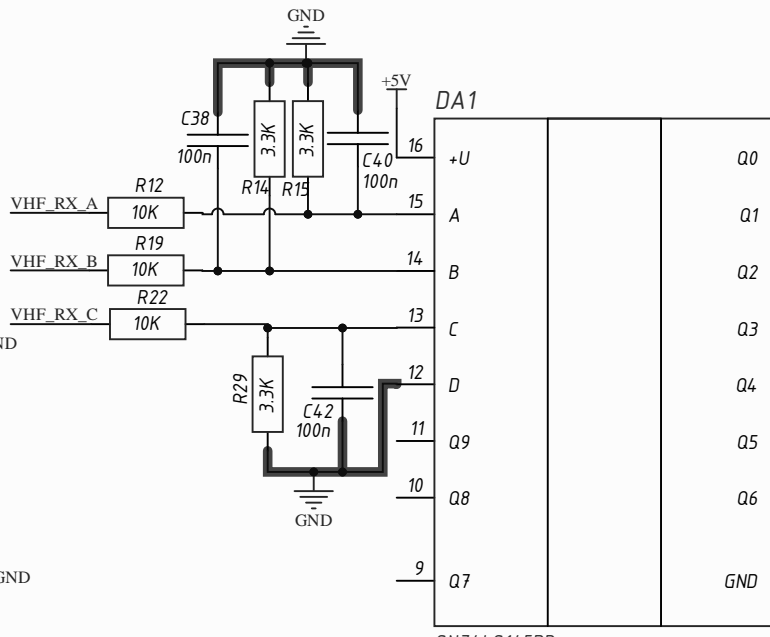 GND
+5V
DA1
C38
100n
3.3K
3.3K
C40
100n
R14
R15
16
+U
Q0
R12
VHF_RX_A
10K
15
A
Q1
R19
VHF_RX_B
10K
14
B
Q2
R22
VHF_RX_C
10K
13
C
Q3
ND
R29
3.3K
C42
100n
12
D
Q4
11
Q9
Q5
10
Q8
Q6
GND
GND
9
Q7
GND